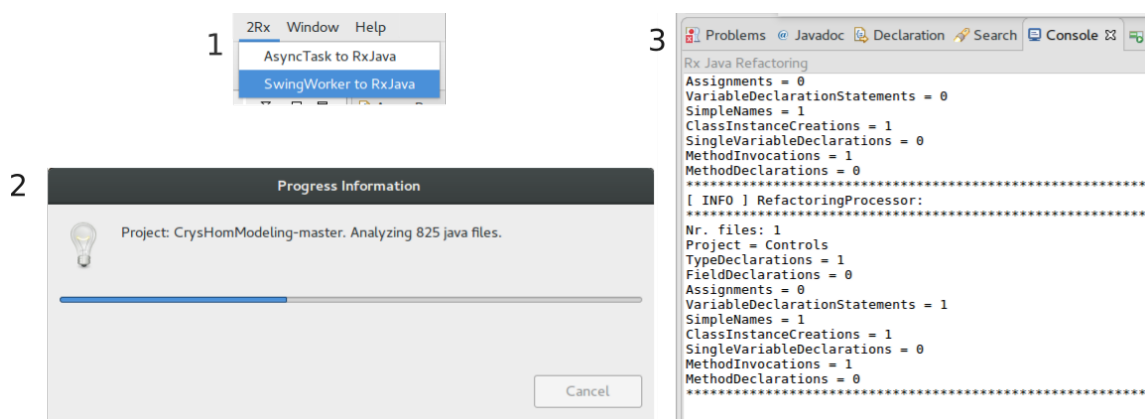 1
2Rx Window Help
AsyncTask to RxJava
SwingWorker to RxJava
2
Progress Information
Project: CrysHomModeling-master. Analyzing 825 java files.
Cancel
3
Problems @ Javadoc Declaration Search Console
Rx Java Refactoring
Assignments = 0
VariableDeclarationStatements = 0
SimpleNames = 1
ClassInstanceCreations = 1
SingleVariableDeclarations = 0
MethodInvocations = 1
MethodDeclarations = 0
************************************************************
[ INFO ] RefactoringProcessor:
************************************************************
Nr. files: 1
Project = Controls
TypeDeclarations = 1
FieldDeclarations = 0
Assignments = 0
VariableDeclarationStatements = 1
SimpleNames = 1
ClassInstanceCreations = 1
SingleVariableDeclarations = 0
MethodInvocations = 1
MethodDeclarations = 0
************************************************************